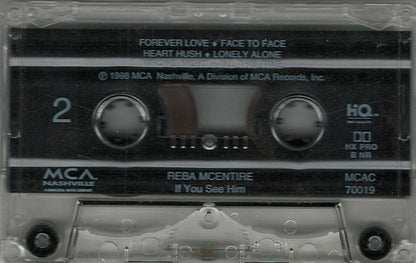 FOREVER LOVE • FACE TO FACE
HEART HUSH • LONELY ALONE
℗ 1998 MCA Nashville, A Division of MCA Records, Inc.
2
HQ
HX PRO
B NR
MCA
NASHVILLE
REBA MCENTIRE
If You See Him
MCAC
70019